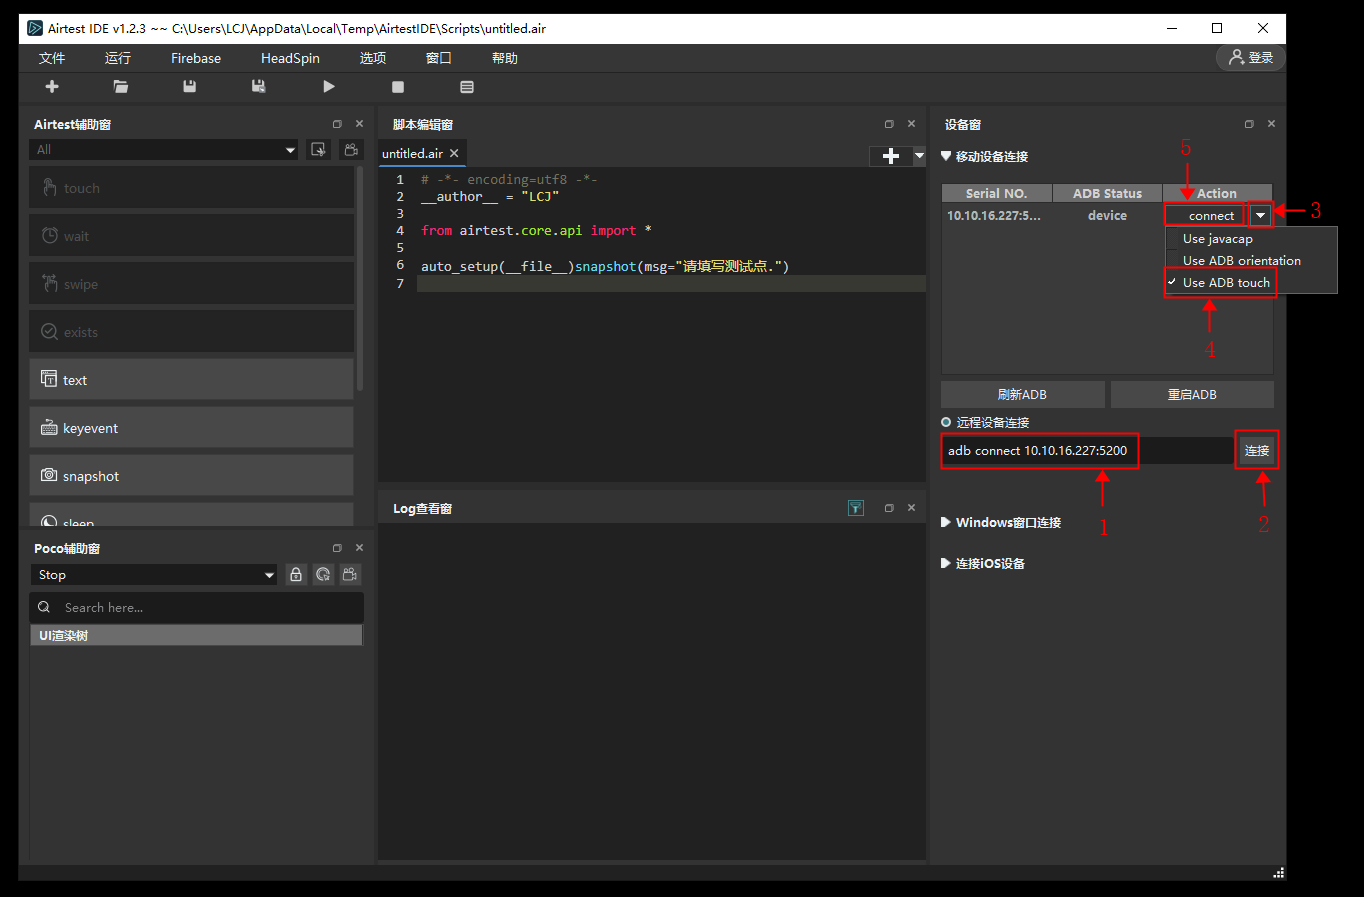 Airtest IDE v1.2.3 ~~ C:\Users\LCJ\AppData\Local\Temp\AirtestIDE\Scripts\untitled.air
文件 运行 Firebase HeadSpin 选项 窗口 帮助 登录
Airtest辅助窗
All
touch
wait
swipe
exists
text
keyevent
snapshot
sleep
Poco辅助窗
Stop
Search here...
UI渲染树
脚本编辑窗
untitled.air
1 # -*- encoding=utf8 -*-
2 __author__ = "LCJ"
3
4 from airtest.core.api import *
5
6 auto_setup(__file__)snapshot(msg="请填写测试点.")
7
Log查看窗
设备窗
移动设备连接
5
Serial NO. ADB Status Action
10.10.16.227:5... device connect
3
Use javacap
Use ADB orientation
Use ADB touch
4
刷新ADB 重启ADB
远程设备连接
adb connect 10.10.16.227:5200 连接
1 2
Windows窗口连接
连接iOS设备